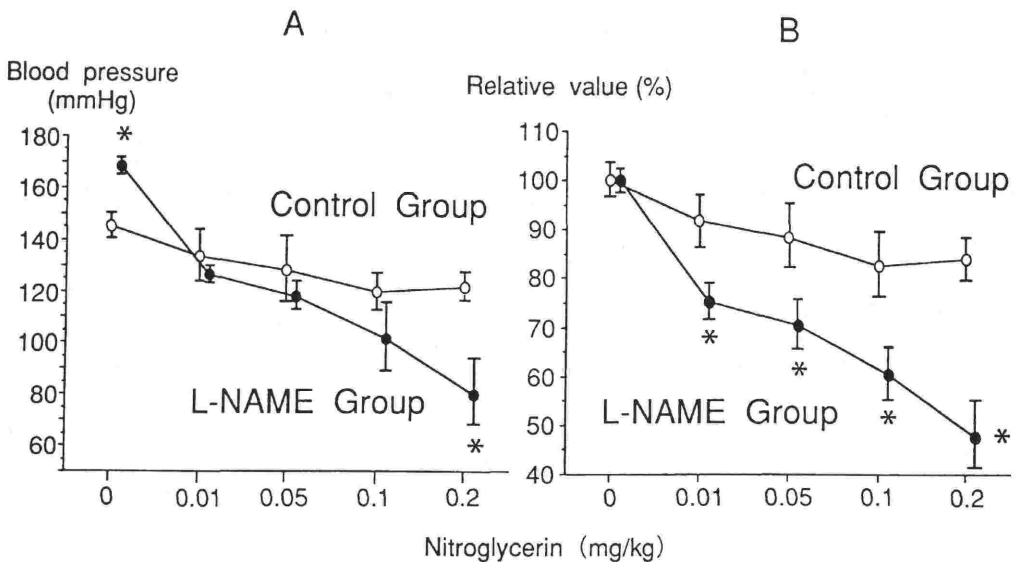 A
Blood pressure
(mmHg)
180
160
140
120
100
80
60
*
*
Control Group
L-NAME Group
0 0.01 0.05 0.1 0.2
B
Relative value (%)
110
100
90
80
70
60
50
40
Control Group
L-NAME Group
*
*
*
*
0 0.01 0.05 0.1 0.2
Nitroglycerin (mg/kg)